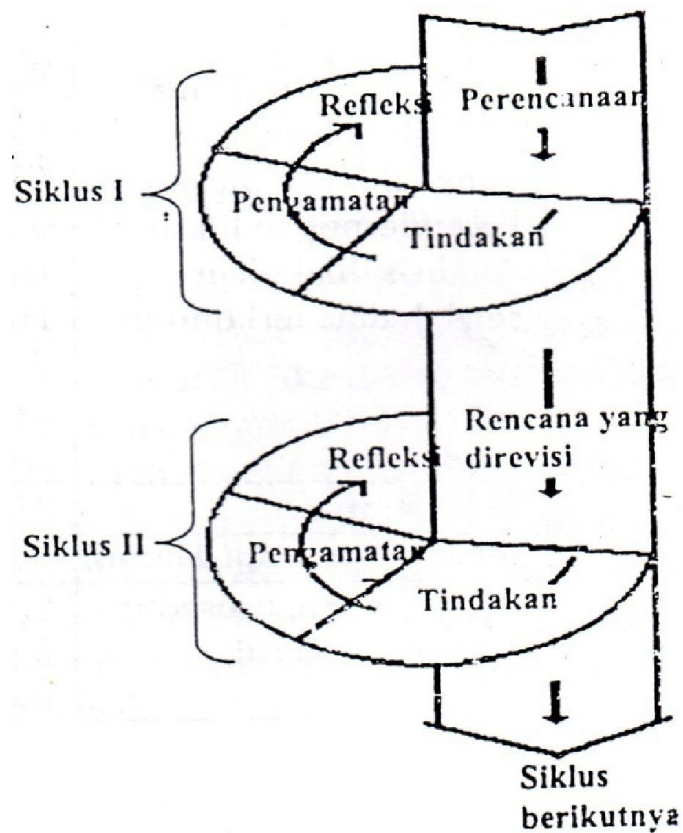 Refleksi
Perencanaan
Siklus I
Pengamatan
Tindakan
Rencana yang
direvisi
Refleksi
Siklus II
Pengamatan
Tindakan
Siklus
berikutnya